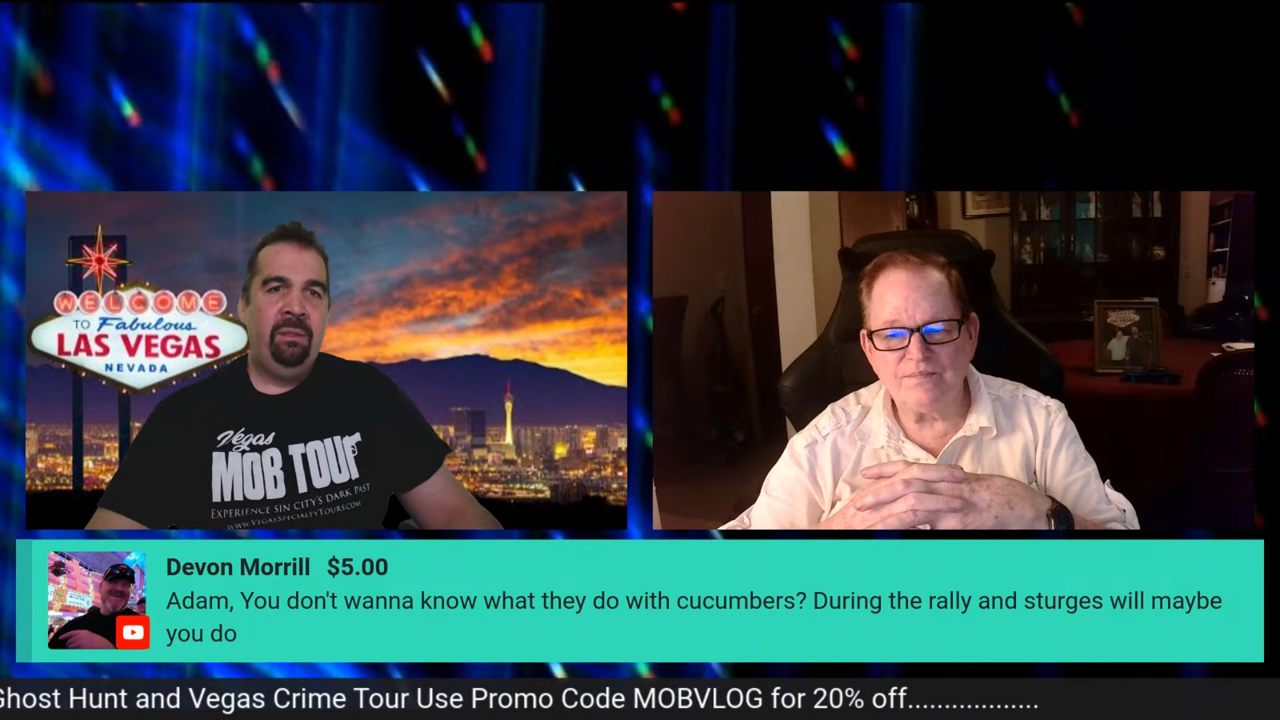 WELCOME
TO Fabulous
LAS VEGAS
NEVADA
Vegas
MOB TOUR
EXPERIENCE SIN CITY'S DARK PAST
www.VegasSpecialtyTours.com
Devon Morrill $5.00
Adam, You don't wanna know what they do with cucumbers? During the rally and sturges will maybe
you do
Ghost Hunt and Vegas Crime Tour Use Promo Code MOBVLOG for 20% off..................